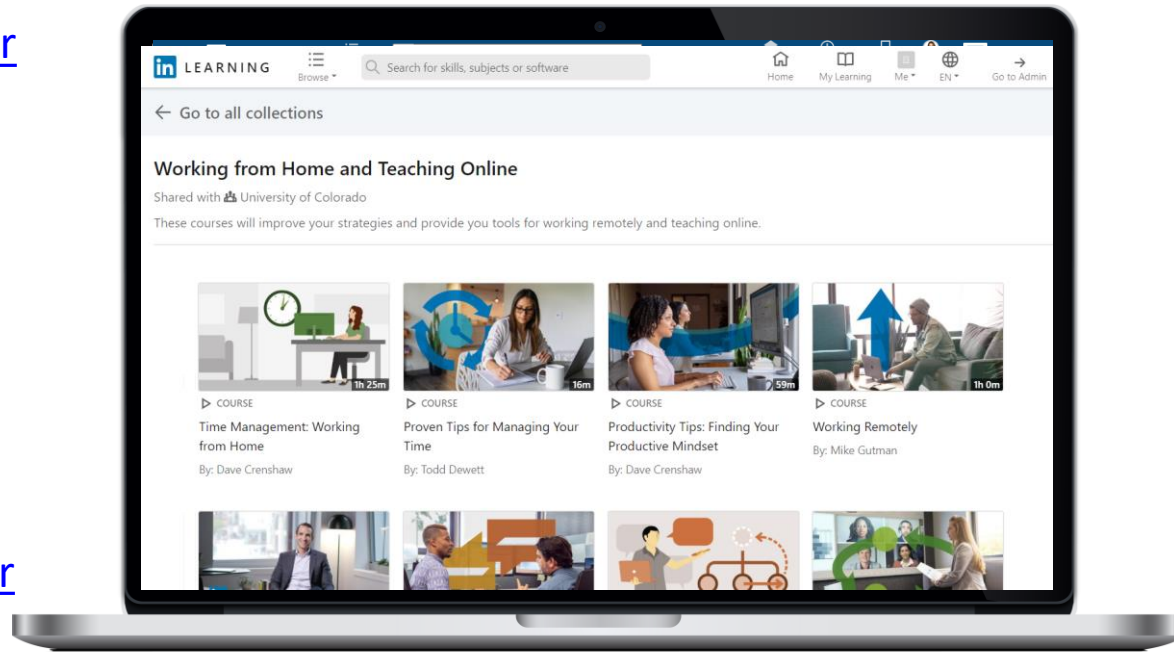 r
in LEARNING
Browse
Search for skills, subjects or software
Home
My Learning
Me
EN
Go to Admin
← Go to all collections
Working from Home and Teaching Online
Shared with University of Colorado
These courses will improve your strategies and provide you tools for working remotely and teaching online.
1h 25m
16m
59m
1h 0m
COURSE
COURSE
COURSE
COURSE
Time Management: Working
from Home
By: Dave Crenshaw
Proven Tips for Managing Your
Time
By: Todd Dewett
Productivity Tips: Finding Your
Productive Mindset
By: Dave Crenshaw
Working Remotely
By: Mike Gutman
r